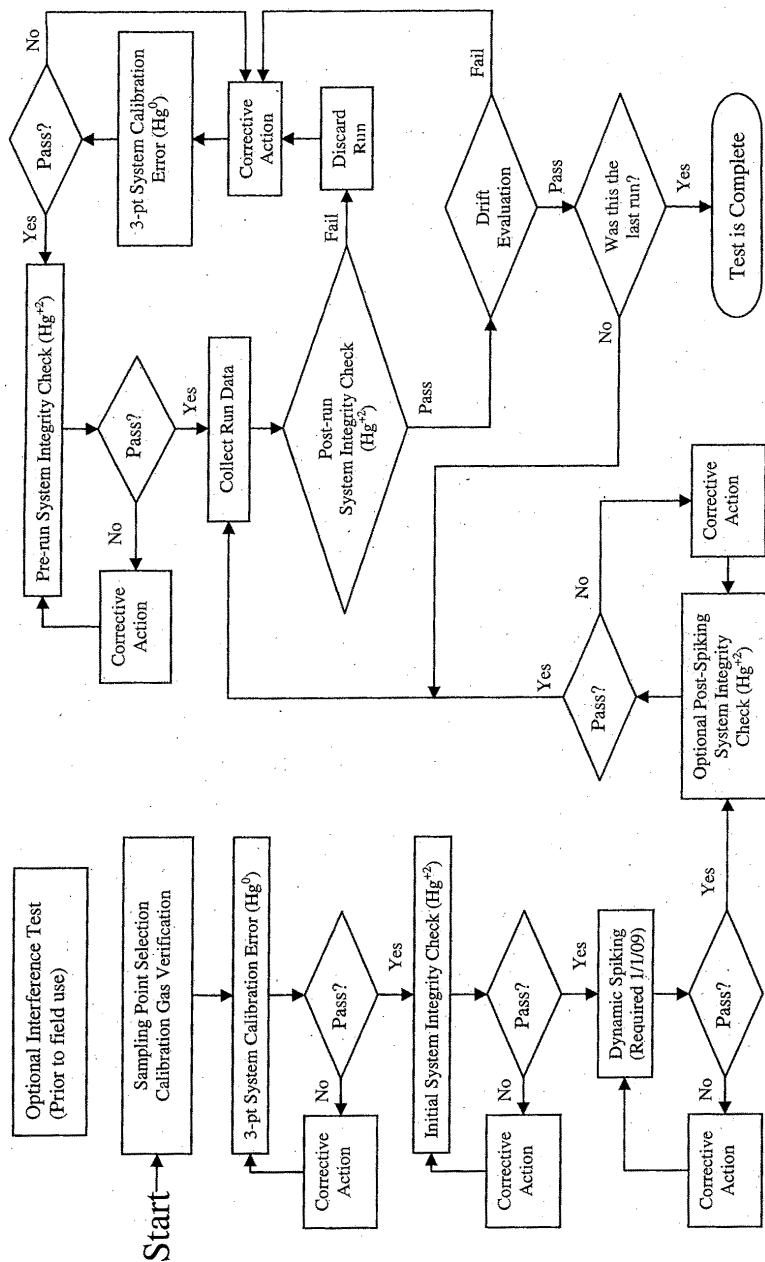 Optional Interference Test
(Prior to field use)
Start
Sampling Point Selection
Calibration Gas Verification
3-pt System Calibration Error (Hg⁰)
Pass?
No
Corrective
Action
Yes
Initial System Integrity Check (Hg⁺²)
Pass?
No
Corrective
Action
Yes
Dynamic Spiking
(Required 1/1/09)
Pass?
No
Corrective
Action
Yes
Optional Post-Spiking
System Integrity
Check (Hg⁺²)
Pass?
No
Corrective
Action
Yes
Pre-run System Integrity Check (Hg⁺²)
Pass?
No
Corrective
Action
Yes
Collect Run Data
Post-run
System Integrity Check
(Hg⁺²)
Fail
Discard
Run
Corrective
Action
3-pt System Calibration
Error (Hg⁰)
Pass?
No
Yes
Pass
Drift
Evaluation
Fail
Pass
Was this the
last run?
No
Yes
Test is Complete